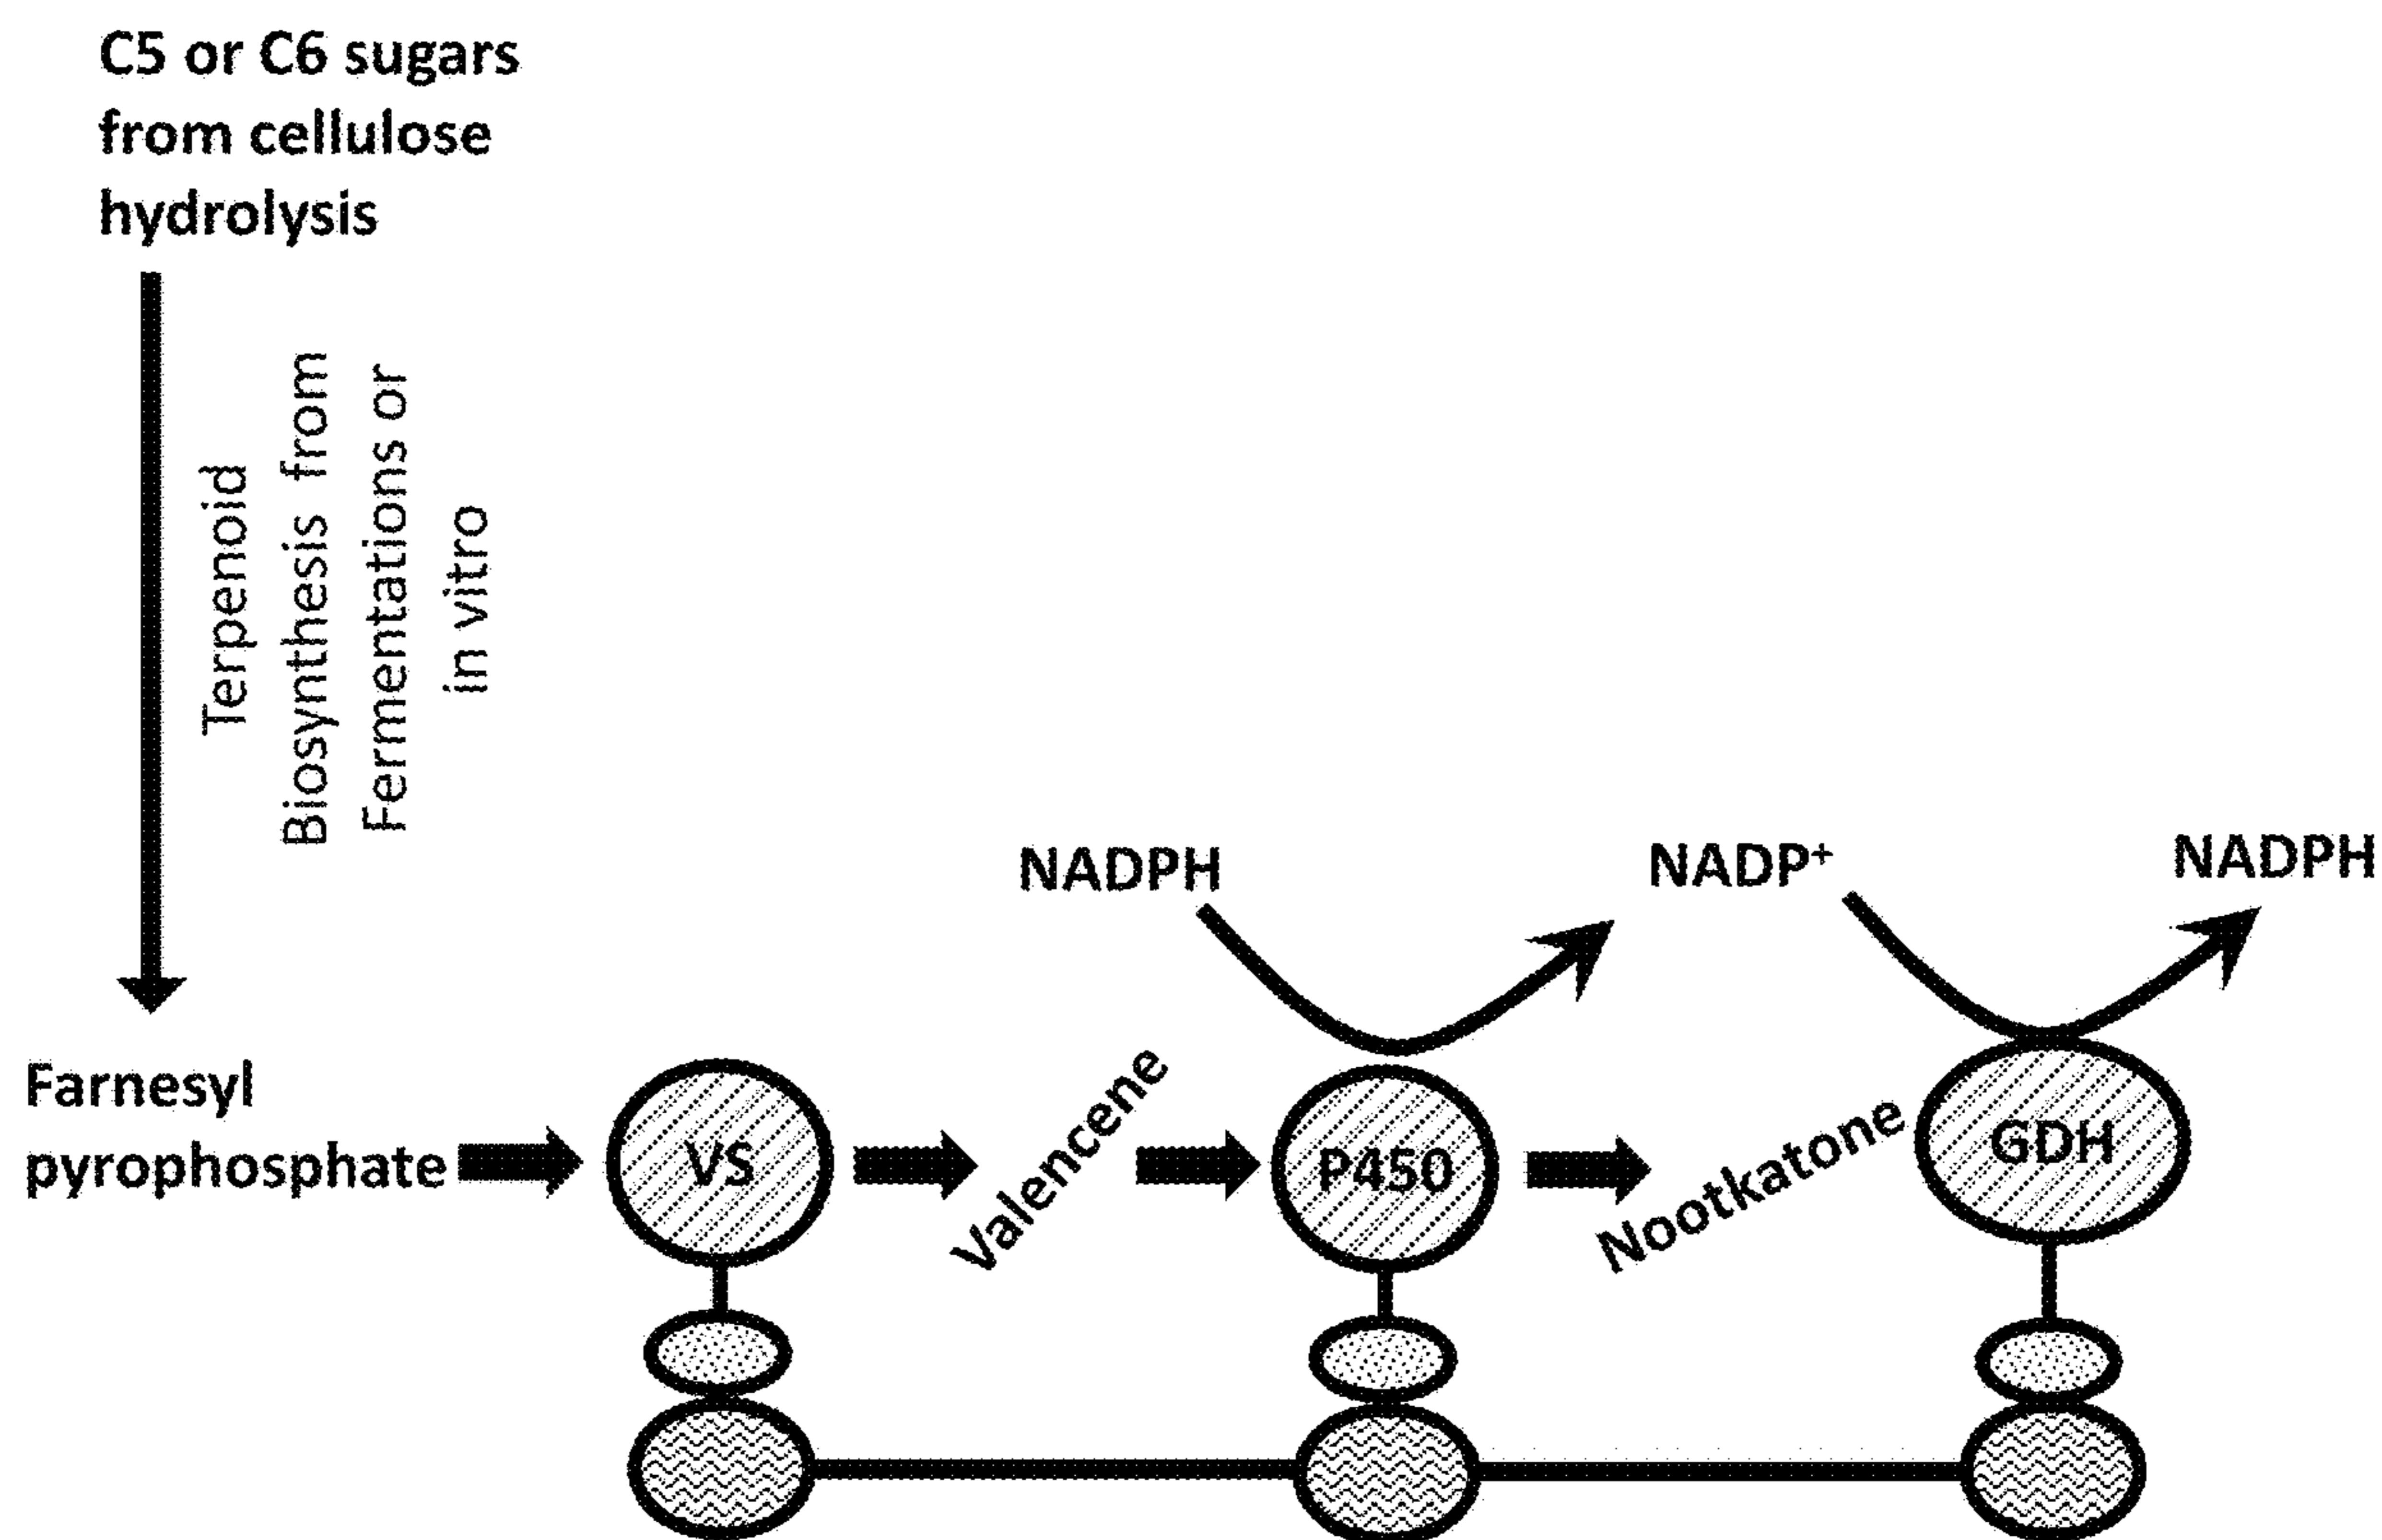 C5 or C6 sugars
from cellulose
hydrolysis
Terpenoid
Biosynthesis from
Fermentations or
in vitro
NADPH
NADP⁺
NADPH
Farnesyl
pyrophosphate
VS
Valencene
P450
Nootkatone
GDH